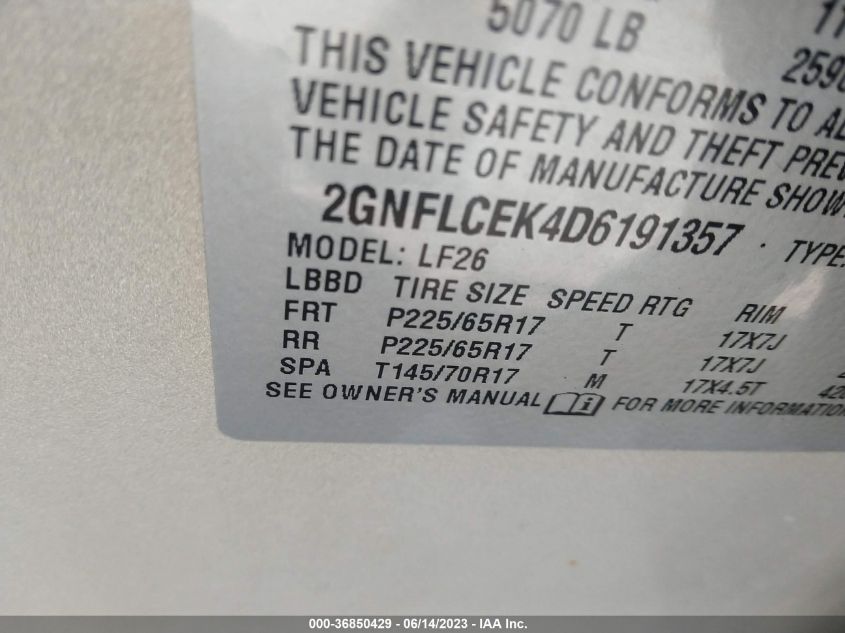 5070 LB
THIS VEHICLE CONFORMS TO
VEHICLE SAFETY AND THEFT
THE DATE OF MANUFACTURE
2GNFLCEK4D6191357 · TYPE:
MODEL: LF26
LBBD TIRE SIZE SPEED RTG RIM
FRT P225/65R17 T 17X7J
RR P225/65R17 T 17X7J
SPA T145/70R17 M 17X4.5T
SEE OWNER'S MANUAL FOR MORE INFORMATION
000-36850429 - 06/14/2023 - IAA Inc.